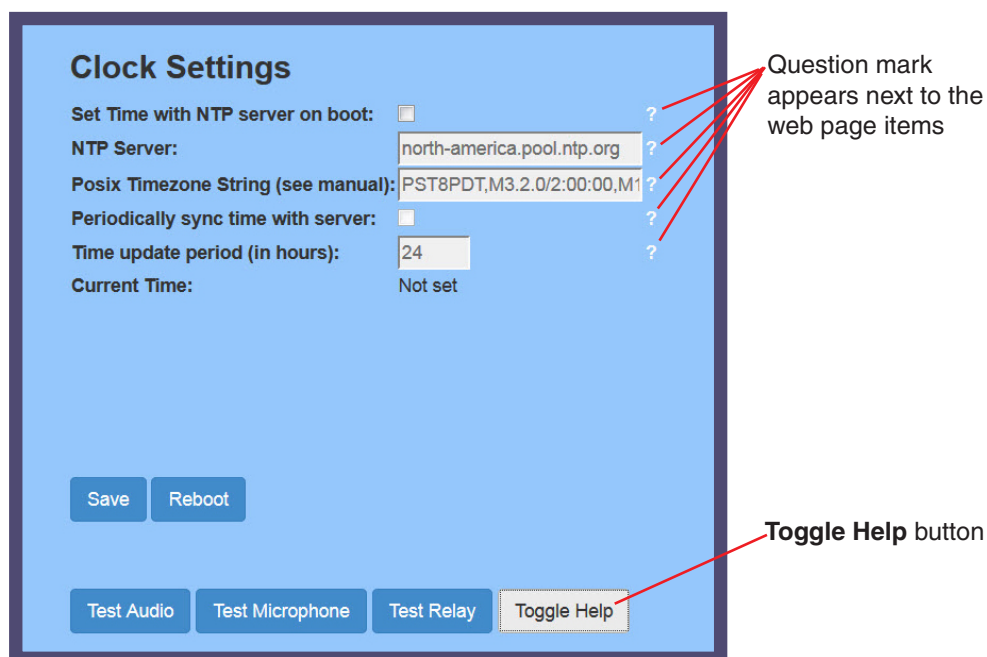 Clock Settings
Set Time with NTP server on boot: ?
NTP Server: north-america.pool.ntp.org ?
Posix Timezone String (see manual): PST8PDT,M3.2.0/2:00:00,M1 ?
Periodically sync time with server: ?
Time update period (in hours): 24 ?
Current Time: Not set
Question mark
appears next to the
web page items
Save Reboot
Toggle Help button
Test Audio Test Microphone Test Relay Toggle Help